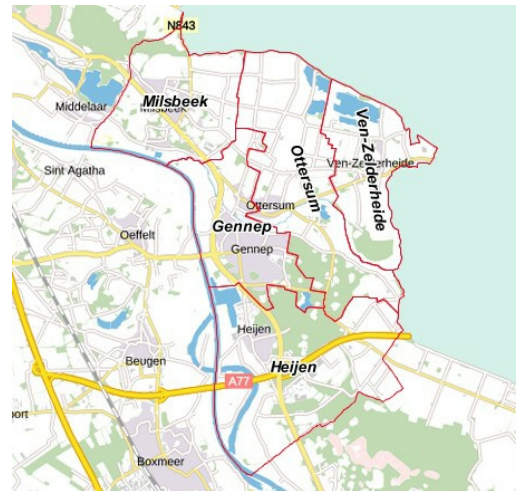 N843
Milsbeek
Milsbeek
Middelaar
Ven-Zelderheide
Ven-Zelderheide
Sint Agatha
Ottersum
Ottersum
Gennep
Oeffelt
Gennep
Heijen
Beugen
Heijen
A77
oort
Boxmeer